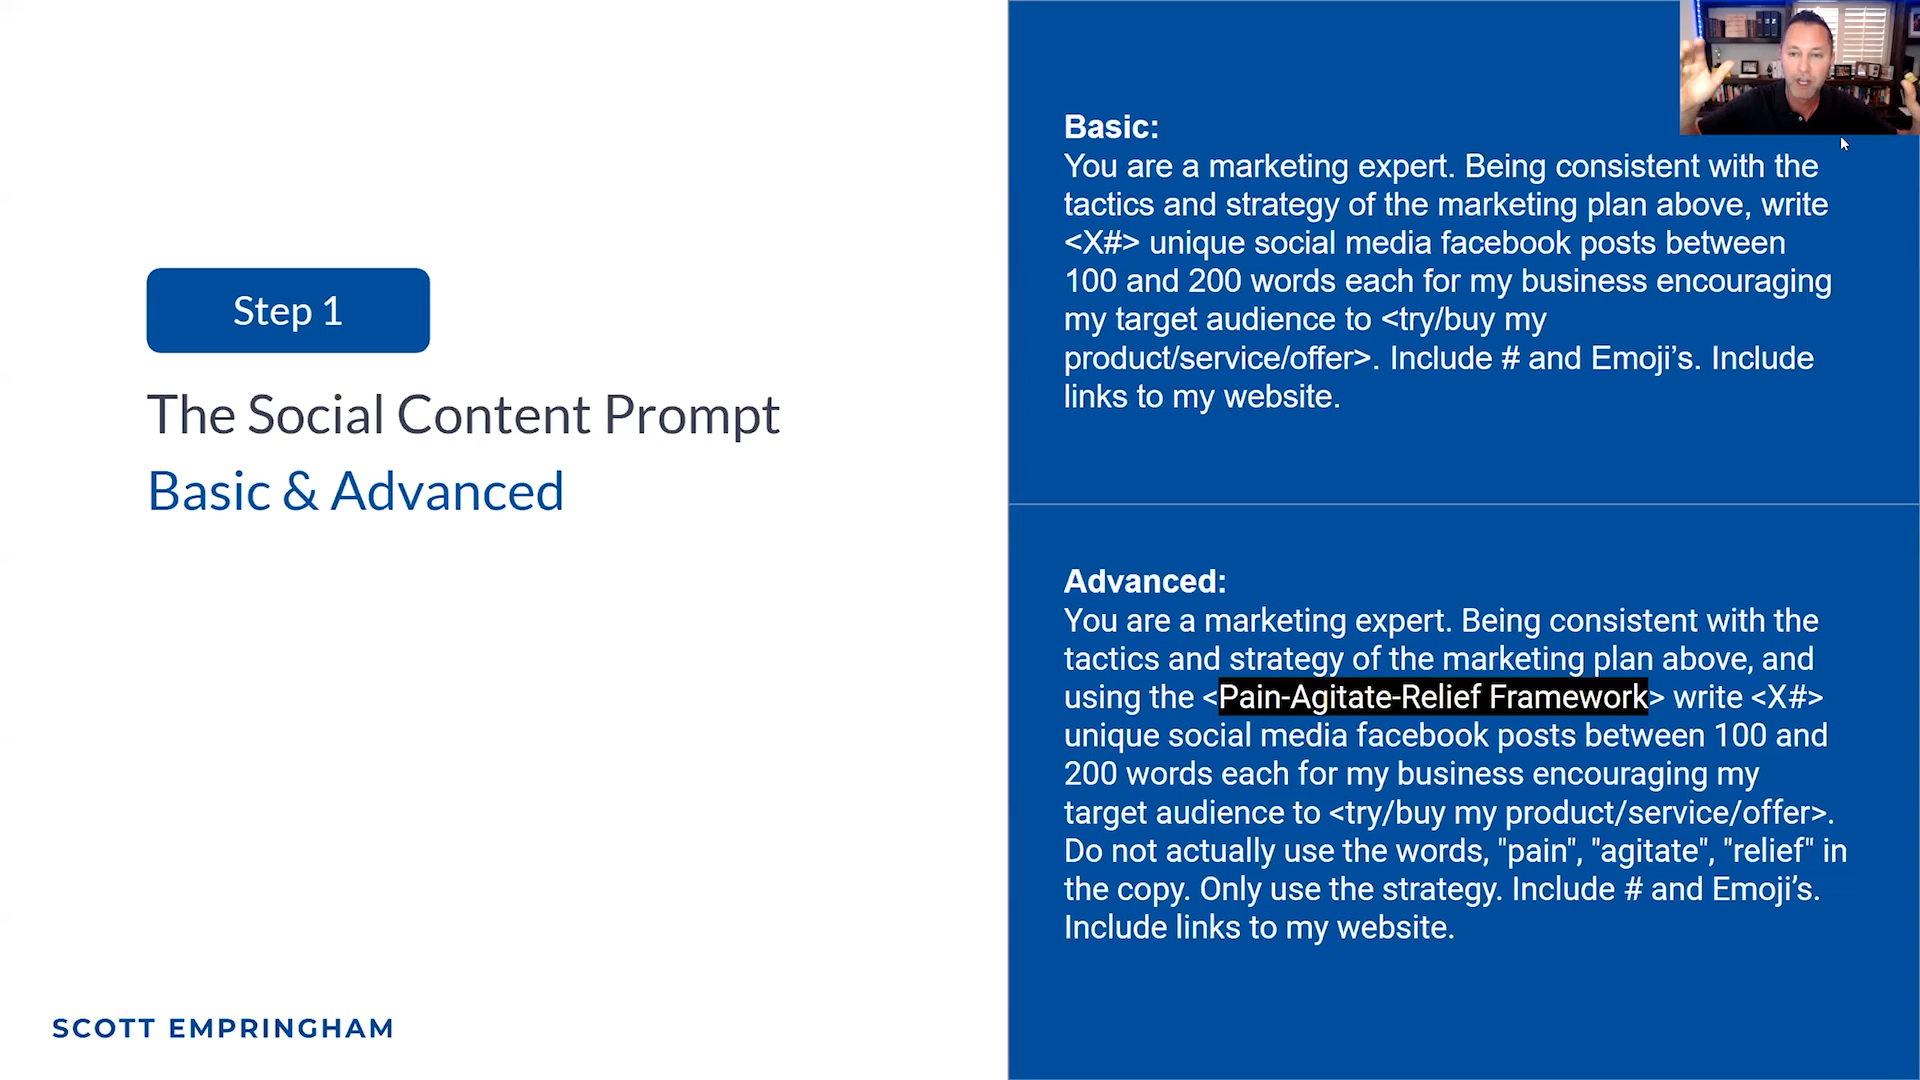 Step 1
The Social Content Prompt
Basic & Advanced
SCOTT EMPRINGHAM
Basic:
You are a marketing expert. Being consistent with the
tactics and strategy of the marketing plan above, write
<X#> unique social media facebook posts between
100 and 200 words each for my business encouraging
my target audience to <try/buy my
product/service/offer>. Include # and Emoji’s. Include
links to my website.
Advanced:
You are a marketing expert. Being consistent with the
tactics and strategy of the marketing plan above, and
using the <Pain-Agitate-Relief Framework> write <X#>
unique social media facebook posts between 100 and
200 words each for my business encouraging my
target audience to <try/buy my product/service/offer>.
Do not actually use the words, "pain", "agitate", "relief" in
the copy. Only use the strategy. Include # and Emoji’s.
Include links to my website.